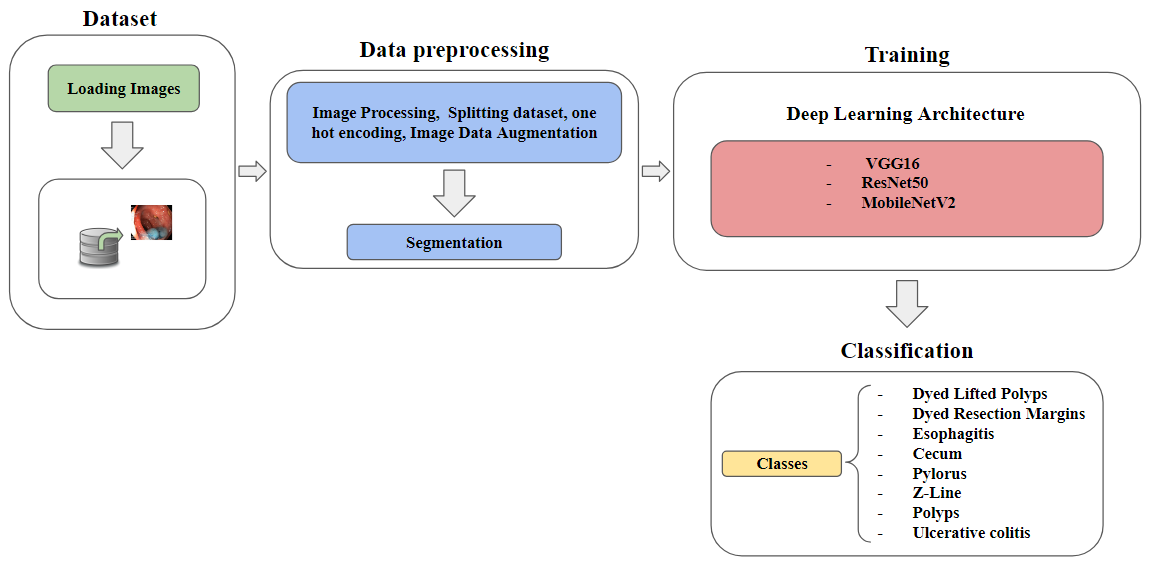 Dataset
Loading Images
Data preprocessing
Image Processing, Splitting dataset, one
hot encoding, Image Data Augmentation
Segmentation
Training
Deep Learning Architecture
- VGG16
- ResNet50
- MobileNetV2
Classification
Classes
- Dyed Lifted Polyps
- Dyed Resection Margins
- Esophagitis
- Cecum
- Pylorus
- Z-Line
- Polyps
- Ulcerative colitis